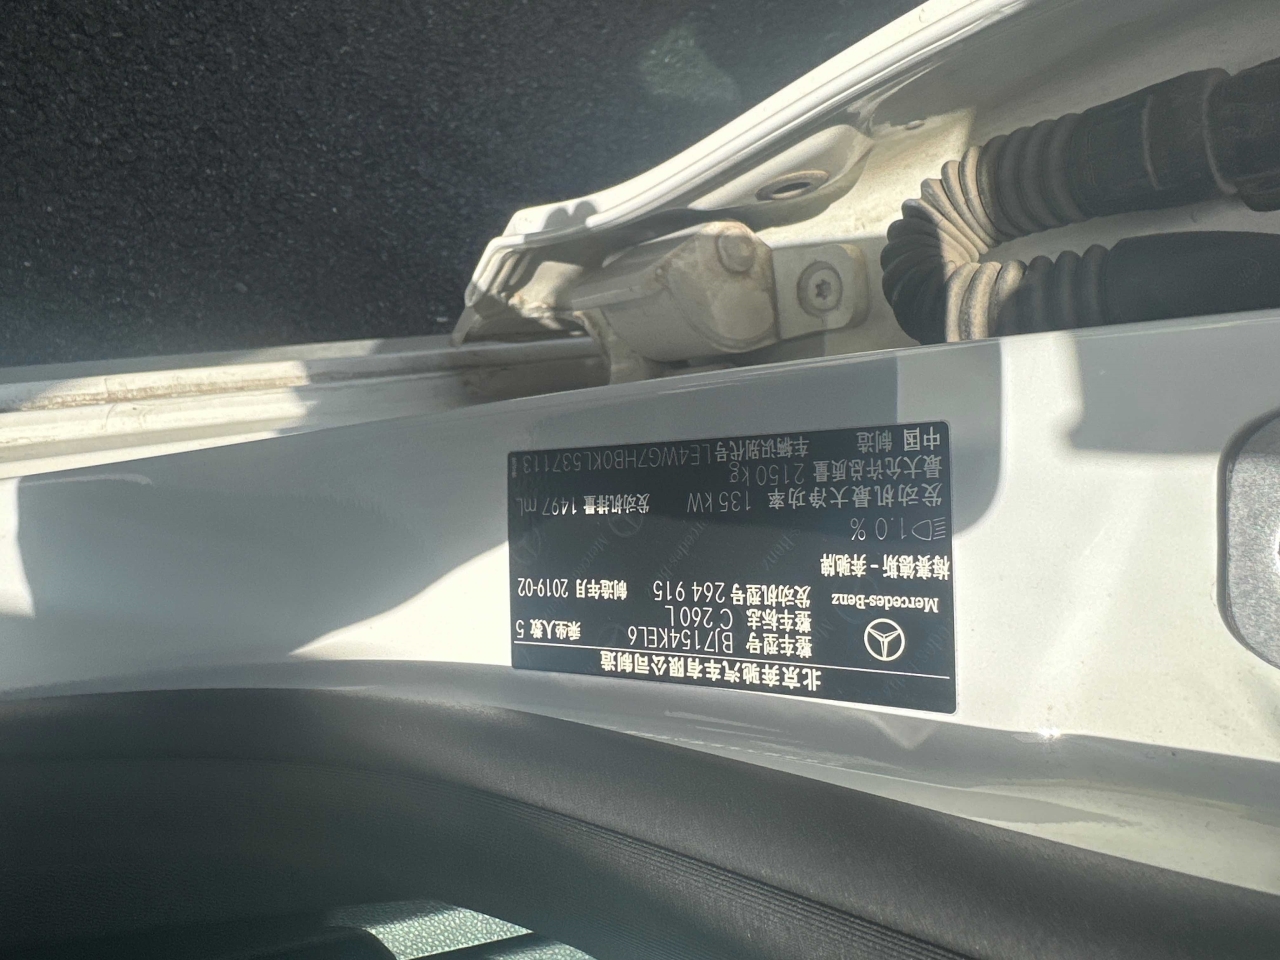 北京奔驰汽车有限公司制造
Mercedes-Benz
梅赛德斯－奔驰牌
整车型号 BJ7154KEL6 乘坐人数 5
整车标志 C 260 L
发动机型号 264 915 制造年月 2019-02
1.0 %
发动机最大净功率 135 kW 发动机排量 1497 mL
最大允许总质量 2150 kg
中国 制造 车辆识别代号 LE4WG7HB0KL537113